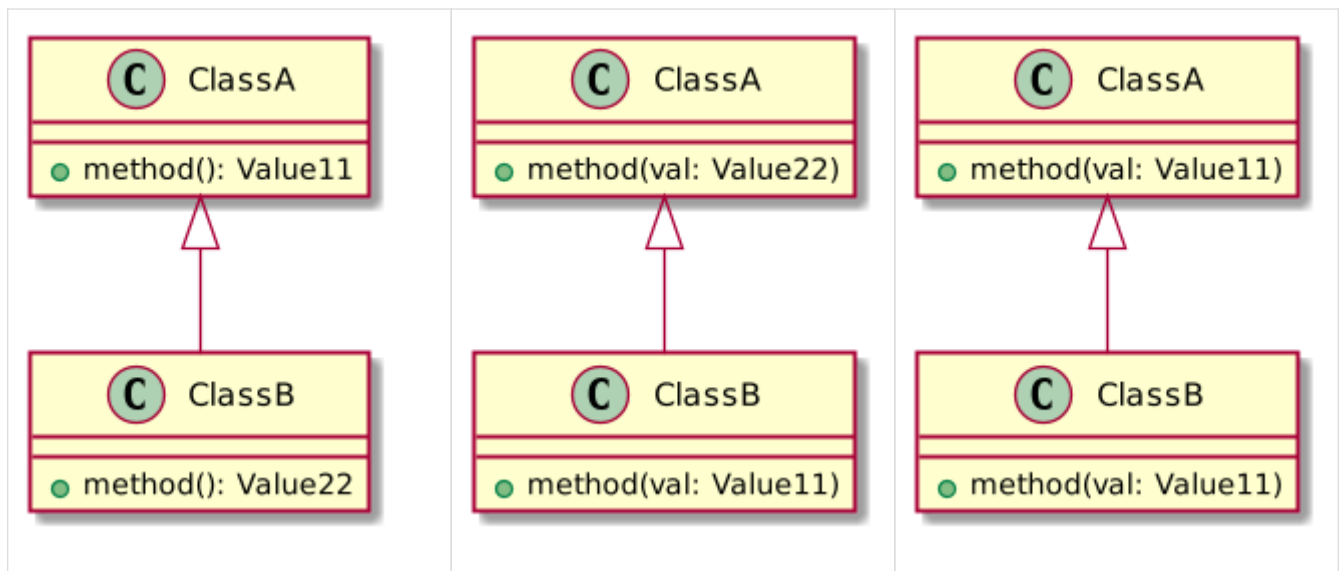 C ClassA
method(): Value11
C ClassB
method(): Value22
C ClassA
method(val: Value22)
C ClassB
method(val: Value11)
C ClassA
method(val: Value11)
C ClassB
method(val: Value11)